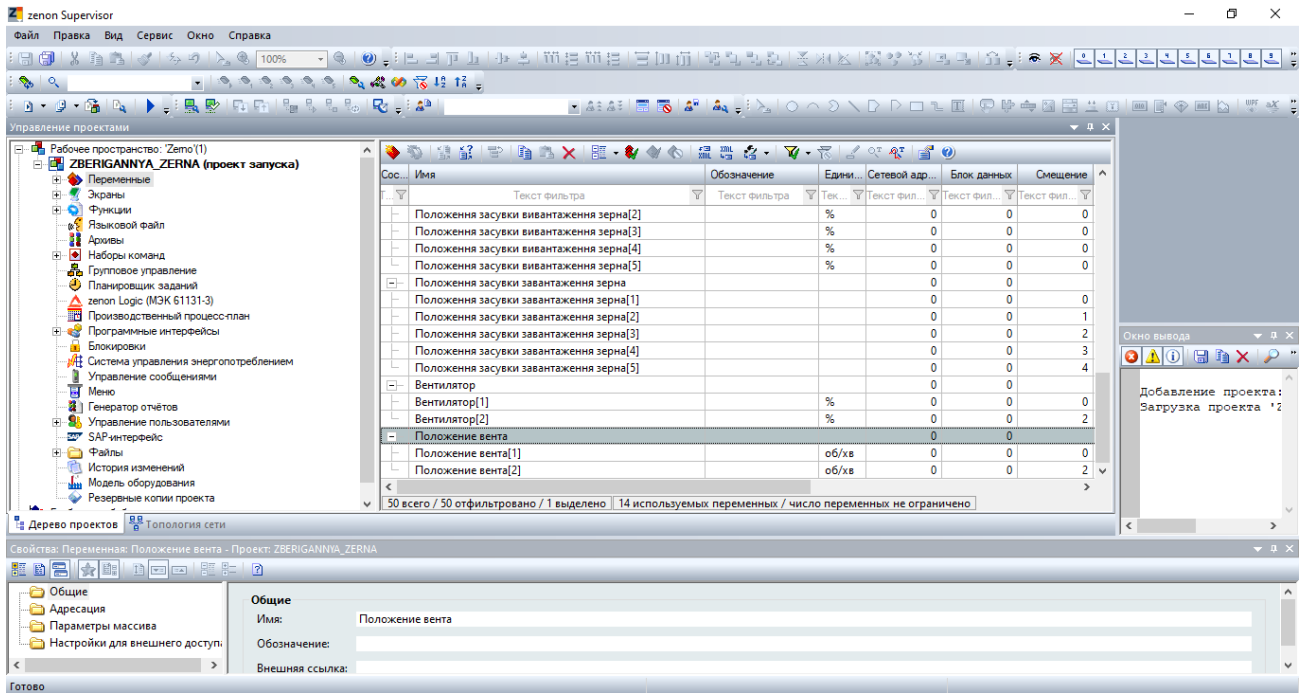 zenon Supervisor
Файл Правка Вид Сервис Окно Справка
100%
Управление проектами
Рабочее пространство: 'Zerno'(1)
ZBERIGANNYA_ZERNA (проект запуска)
Переменные
Экраны
Функции
Языковой файл
Архивы
Наборы команд
Групповое управление
Планировщик заданий
zenon Logic (МЭК 61131-3)
Производственный процесс-план
Программные интерфейсы
Блокировки
Система управления энергопотреблением
Управление сообщениями
Меню
Генератор отчётов
Управление пользователями
SAP-интерфейс
Файлы
История изменений
Модель оборудования
Резервные копии проекта
Дерево проектов Топология сети
Сос... Имя Обозначение Едини... Сетевой адр... Блок данных Смещение
Т... Текст фильтра Текст фильтра Тек... Текст фил... Текст фил... Текст фил...
Положення засувки вивантаження зерна[2] % 0 0 0
Положення засувки вивантаження зерна[3] % 0 0 0
Положення засувки вивантаження зерна[4] % 0 0 0
Положення засувки вивантаження зерна[5] % 0 0 0
Положення засувки завантаження зерна 0 0
Положення засувки завантаження зерна[1] 0 0 0
Положення засувки завантаження зерна[2] 0 0 1
Положення засувки завантаження зерна[3] 0 0 2
Положення засувки завантаження зерна[4] 0 0 3
Положення засувки завантаження зерна[5] 0 0 4
Вентилятор 0 0
Вентилятор[1] % 0 0 0
Вентилятор[2] % 0 0 2
Положение вента 0 0
Положение вента[1] об/хв 0 0 0
Положение вента[2] об/хв 0 0 2
50 всего / 50 отфильтровано / 1 выделено 14 используемых переменных / число переменных не ограничено
Окно вывода
Добавление проекта:
Загрузка проекта 'Z
Свойства: Переменная: Положение вента - Проект: ZBERIGANNYA_ZERNA
Общие
Адресация
Параметры массива
Настройки для внешнего доступа
Общие
Имя: Положение вента
Обозначение:
Внешняя ссылка:
Готово